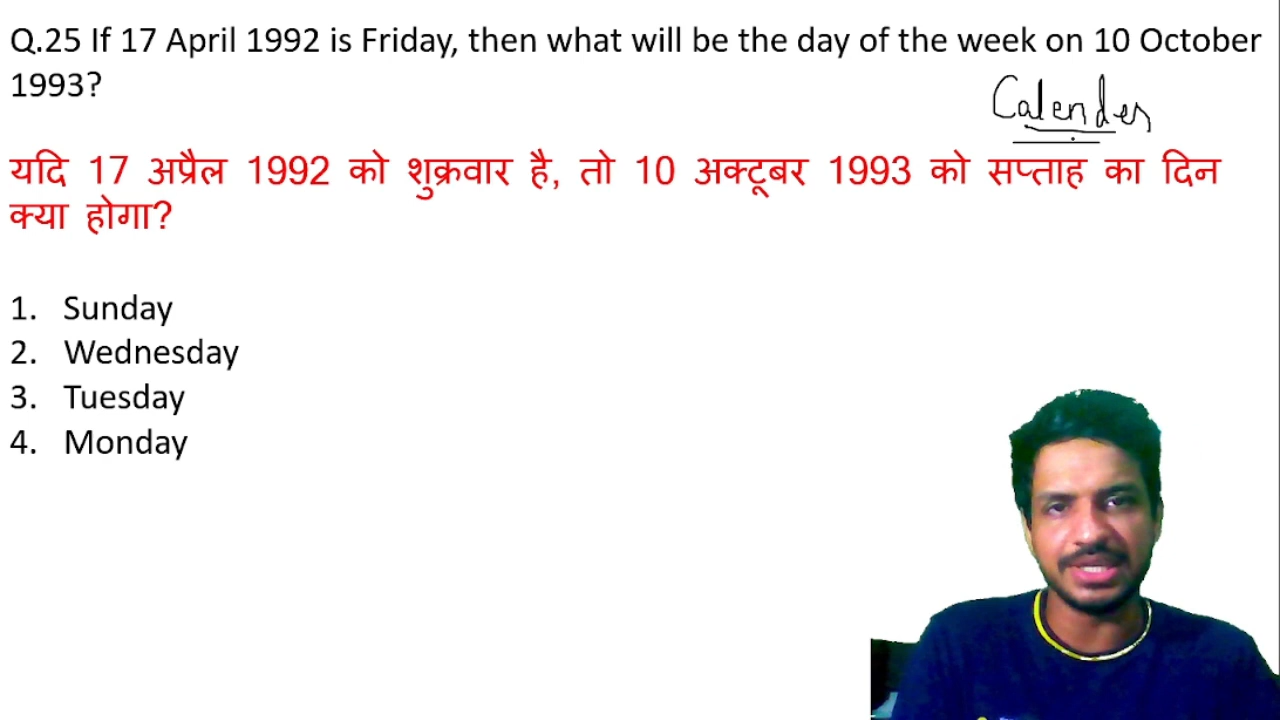 Q.25 If 17 April 1992 is Friday, then what will be the day of the week on 10 October
1993?
Calender
यदि 17 अप्रैल 1992 को शुक्रवार है, तो 10 अक्टूबर 1993 को सप्ताह का दिन
क्या होगा?
1. Sunday
2. Wednesday
3. Tuesday
4. Monday